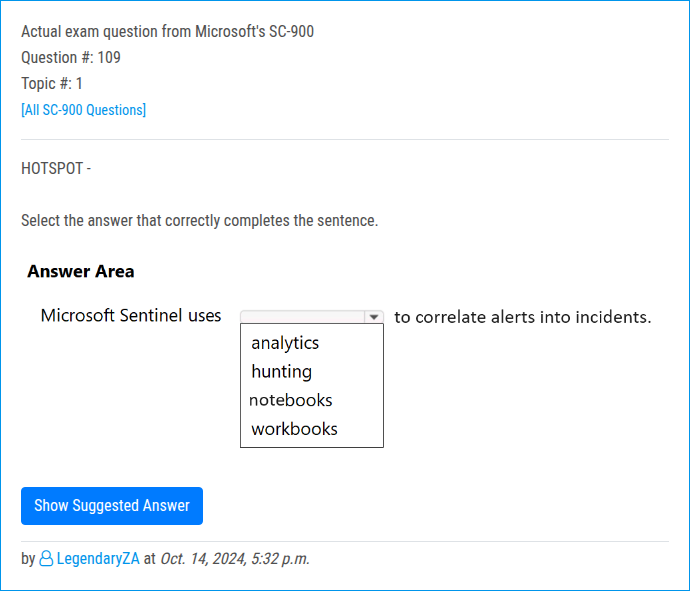 Actual exam question from Microsoft's SC-900
Question #: 109
Topic #: 1
[All SC-900 Questions]
HOTSPOT -
Select the answer that correctly completes the sentence.
Answer Area
Microsoft Sentinel uses to correlate alerts into incidents.
analytics
hunting
notebooks
workbooks
Show Suggested Answer
by LegendaryZA at Oct. 14, 2024, 5:32 p.m.